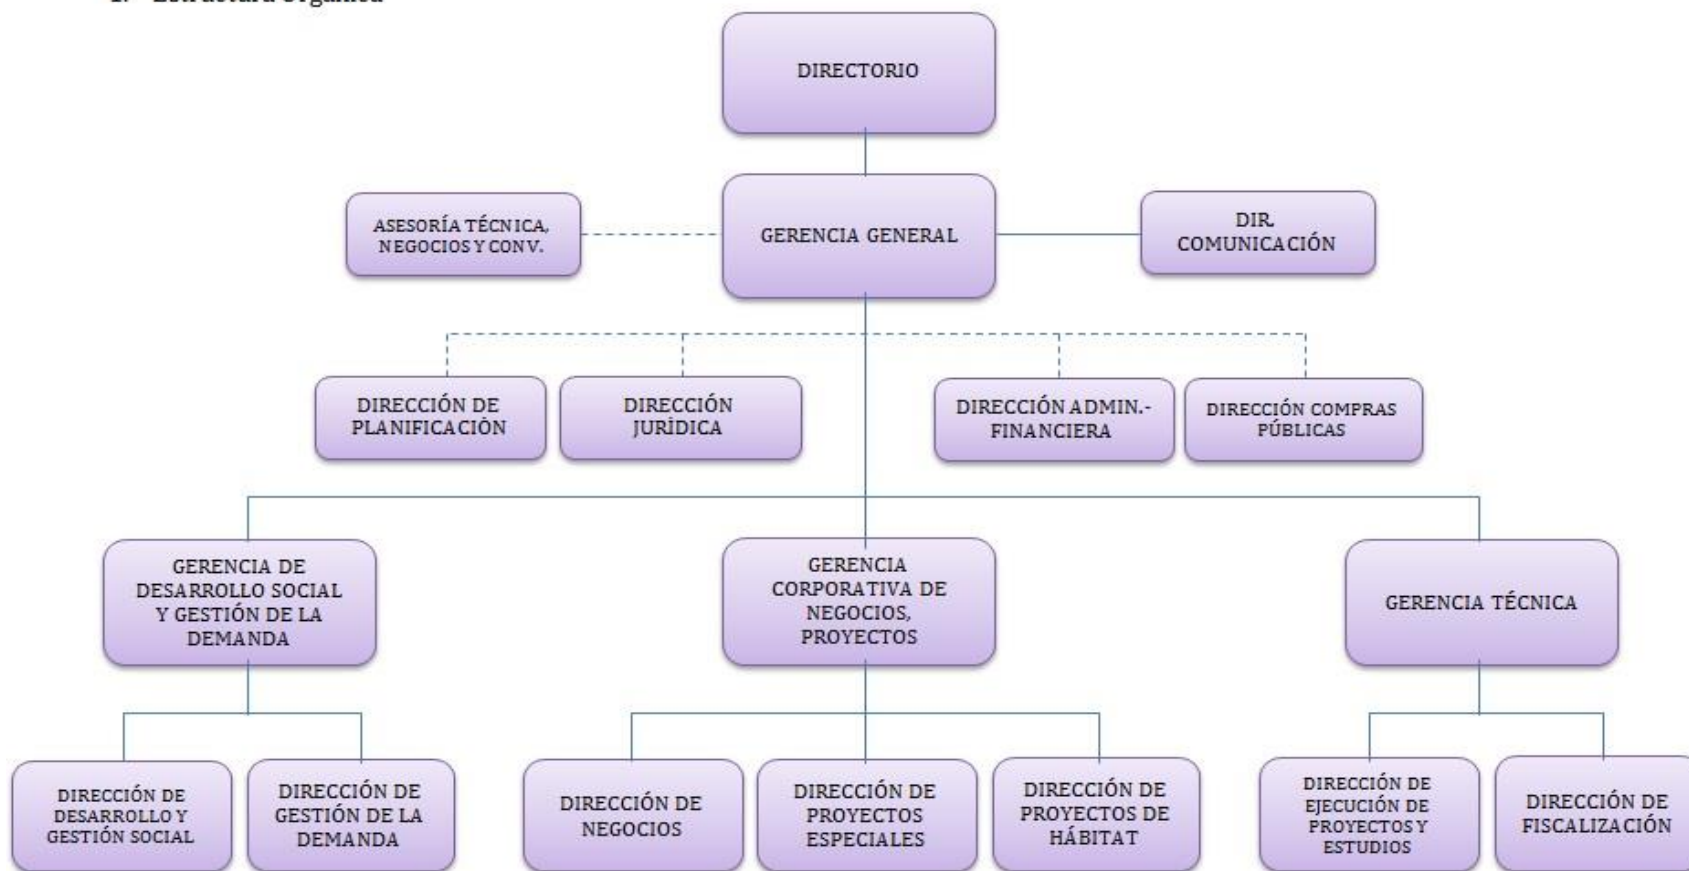 1. Estructura Orgánica
DIRECTORIO
ASESORÍA TÉCNICA,
NEGOCIOS Y CONV.
GERENCIA GENERAL
DIR.
COMUNICACIÓN
DIRECCIÓN DE
PLANIFICACIÓN
DIRECCIÓN
JURÍDICA
DIRECCIÓN ADMIN.-
FINANCIERA
DIRECCIÓN COMPRAS
PÚBLICAS
GERENCIA DE
DESARROLLO SOCIAL
Y GESTIÓN DE LA
DEMANDA
GERENCIA
CORPORATIVA DE
NEGOCIOS,
PROYECTOS
GERENCIA TÉCNICA
DIRECCIÓN DE
DESARROLLO Y
GESTIÓN SOCIAL
DIRECCIÓN DE
GESTIÓN DE LA
DEMANDA
DIRECCIÓN DE
NEGOCIOS
DIRECCIÓN DE
PROYECTOS
ESPECIALES
DIRECCIÓN DE
PROYECTOS DE
HÁBITAT
DIRECCIÓN DE
EJECUCIÓN DE
PROYECTOS Y
ESTUDIOS
DIRECCIÓN DE
FISCALIZACIÓN